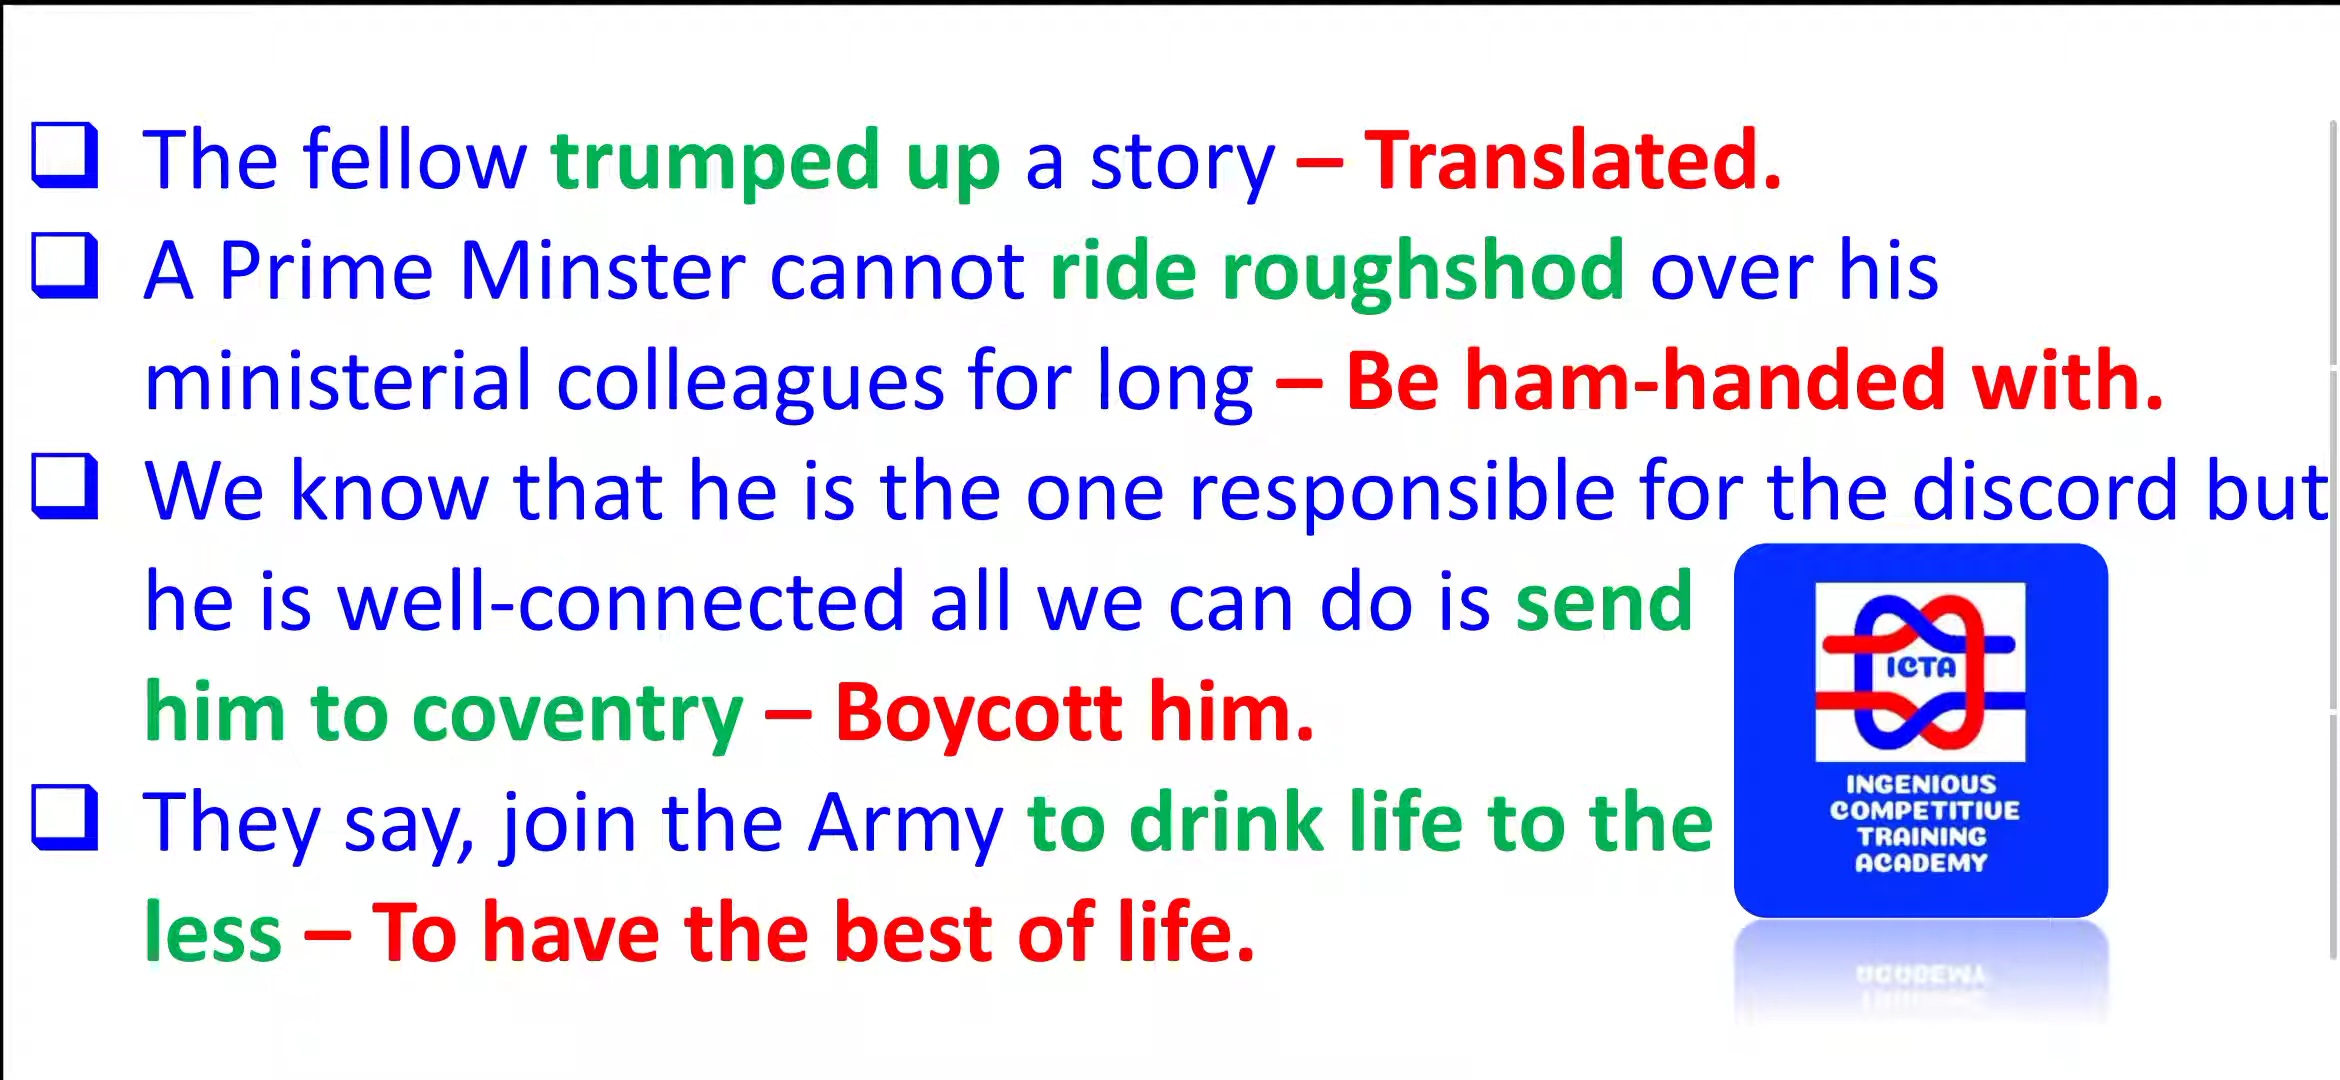 The fellow trumped up a story – Translated.
A Prime Minster cannot ride roughshod over his
ministerial colleagues for long – Be ham-handed with.
We know that he is the one responsible for the discord but
he is well-connected all we can do is send
him to coventry – Boycott him.
They say, join the Army to drink life to the
less – To have the best of life.
ICTA
INGENIOUS
COMPETITIVE
TRAINING
ACADEMY